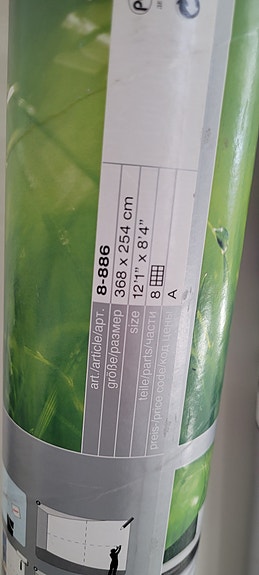 art./article/арт. 8-886
größe/размер 368 x 254 cm
size 12'1" x 8'4"
teile/parts/части 8
preis-/price code/код цены A